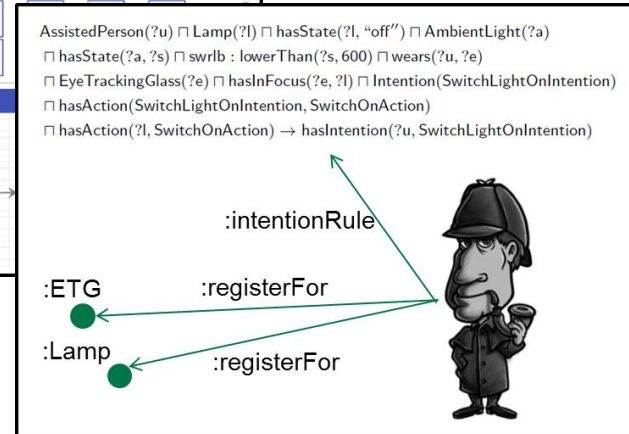 AssistedPerson(?u) ⊓ Lamp(?l) ⊓ hasState(?l, “off”) ⊓ AmbientLight(?a)
⊓ hasState(?a, ?s) ⊓ swrlb : lowerThan(?s, 600) ⊓ wears(?u, ?e)
⊓ EyeTrackingGlass(?e) ⊓ hasInFocus(?e, ?l) ⊓ Intention(SwitchLightOnIntention)
⊓ hasAction(SwitchLightOnIntention, SwitchOnAction)
⊓ hasAction(?l, SwitchOnAction) → hasIntention(?u, SwitchLightOnIntention)
:intentionRule
:ETG :registerFor
:Lamp
:registerFor